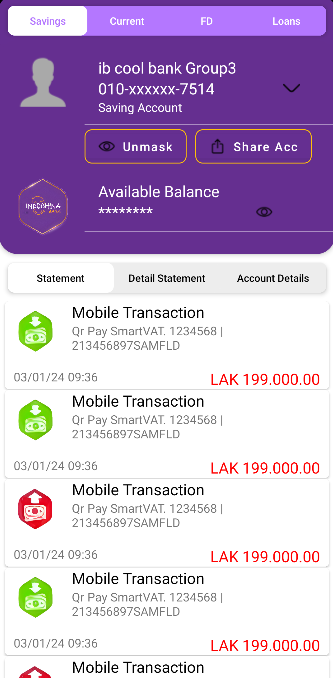 Savings
Current
FD
Loans
ib cool bank Group3
010-xxxxxx-7514
Saving Account
Unmask
Share Acc
Available Balance
********
Statement
Detail Statement
Account Details
Mobile Transaction
Qr Pay SmartVAT. 1234568 |
213456897SAMFLD
03/01/24 09:36
LAK 199.000.00
Mobile Transaction
Qr Pay SmartVAT. 1234568 |
213456897SAMFLD
03/01/24 09:36
LAK 199.000.00
Mobile Transaction
Qr Pay SmartVAT. 1234568 |
213456897SAMFLD
03/01/24 09:36
LAK 199.000.00
Mobile Transaction
Qr Pay SmartVAT. 1234568 |
213456897SAMFLD
03/01/24 09:36
LAK 199.000.00
Mobile Transaction